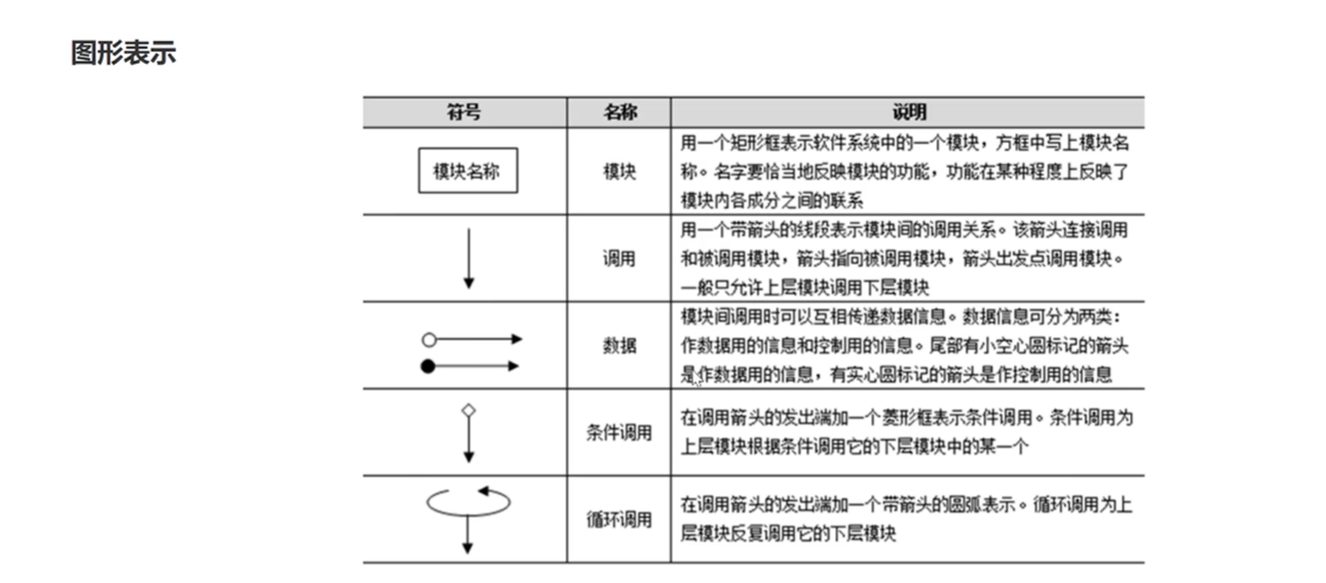 图形表示
符号 名称 说明
模块名称
模块
用一个矩形框表示软件系统中的一个模块，方框中写上模块名
称。名字要恰当地反映模块的功能，功能在某种程度上反映了
模块内各成分之间的联系
调用
用一个带箭头的线段表示模块间的调用关系。该箭头连接调用
和被调用模块，箭头指向被调用模块，箭头出发点调用模块。
一般只允许上层模块调用下层模块
数据
模块间调用时可以互相传递数据信息。数据信息可分为两类：
作数据用的信息和控制用的信息。尾部有小空心圆标记的箭头
是作数据用的信息，有实心圆标记的箭头是作控制用的信息
条件调用
在调用箭头的发出端加一个菱形框表示条件调用。条件调用为
上层模块根据条件调用它的下层模块中的某一个
循环调用
在调用箭头的发出端加一个带箭头的圆弧表示。循环调用为上
层模块反复调用它的下层模块